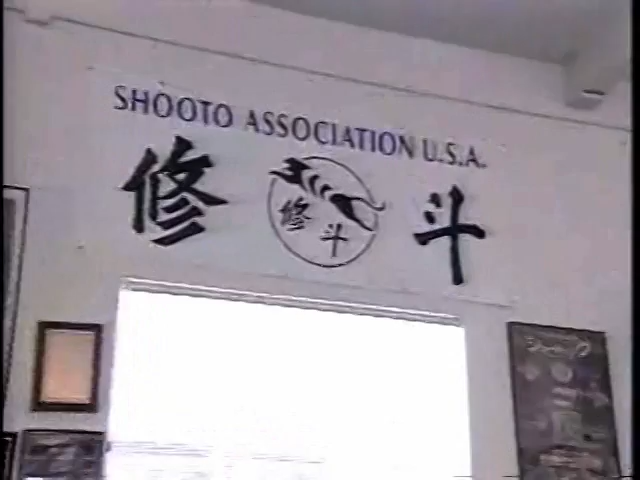 SHOOTO ASSOCIATION U.S.A.
修 斗
修斗